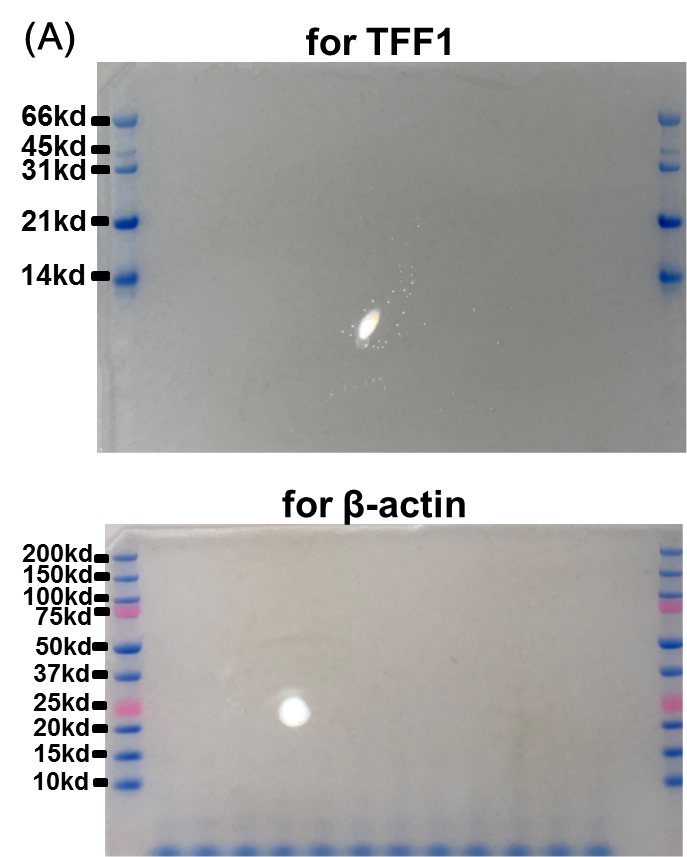 (A)
for TFF1
66kd
45kd
31kd
21kd
14kd
for β-actin
200kd
150kd
100kd
75kd
50kd
37kd
25kd
20kd
15kd
10kd